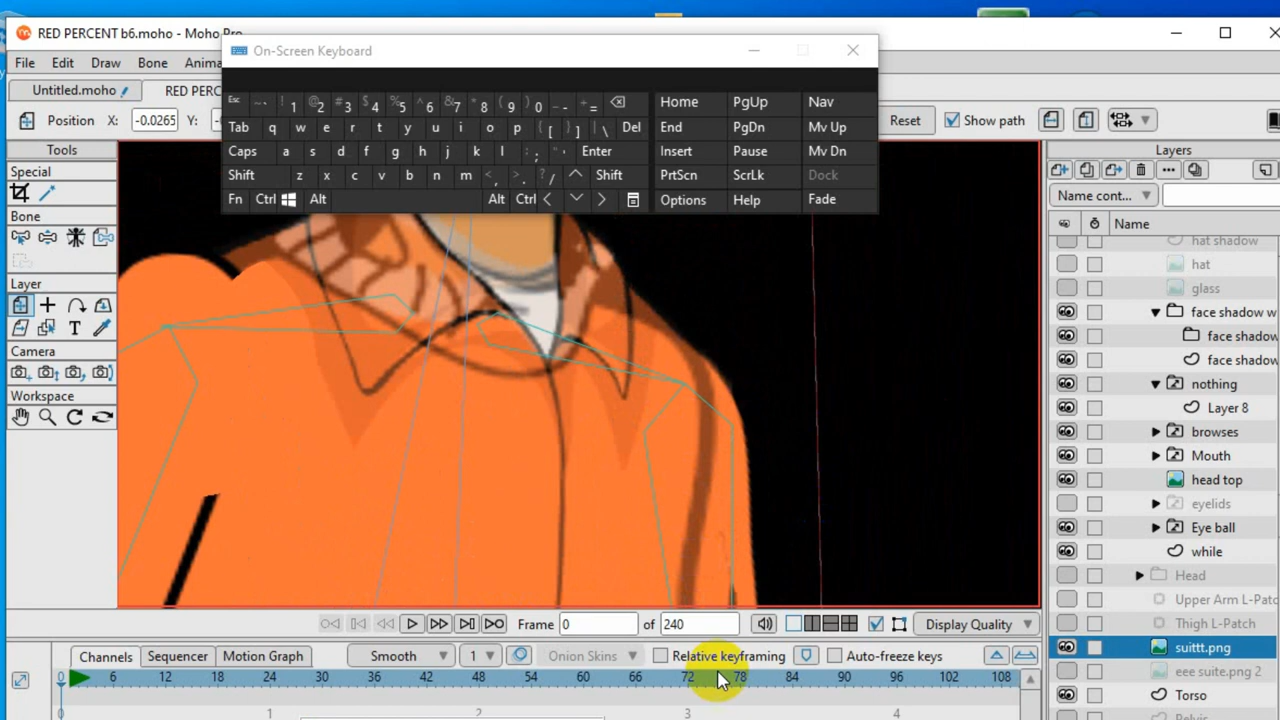 RED PERCENT b6.moho - Moho Pro
On-Screen Keyboard
File Edit Draw Bone Anima
Untitled.moho RED PERC
Position X: -0.0265 Y: Reset Show path
Esc ~ ` ! 1 @ 2 # 3 $ 4 % 5 ^ 6 & 7 * 8 ( 9 ) 0 _ - + = Home PgUp Nav
Tab q w e r t y u i o p { [ } ] | \ Del End PgDn Mv Up
Caps a s d f g h j k l : ; " ' Enter Insert Pause Mv Dn
Shift z x c v b n m < , > . ? / Shift PrtScn ScrLk Dock
Fn Ctrl Alt Alt Ctrl Options Help Fade
Tools
Special
Bone
Layer
Camera
Workspace
Layers
Name cont...
Name
hat shadow
hat
glass
face shadow w
face shadow
face shadow
nothing
Layer 8
browses
Mouth
head top
eyelids
Eye ball
while
Head
Upper Arm L-Patch
Thigh L-Patch
suittt.png
eee suite.png 2
Torso
Pelvis
Frame 0 of 240 Display Quality
Channels Sequencer Motion Graph Smooth 1 Onion Skins Relative keyframing Auto-freeze keys
0 6 12 18 24 30 36 42 48 54 60 66 72 78 84 90 96 102 108
0 1 2 3 4